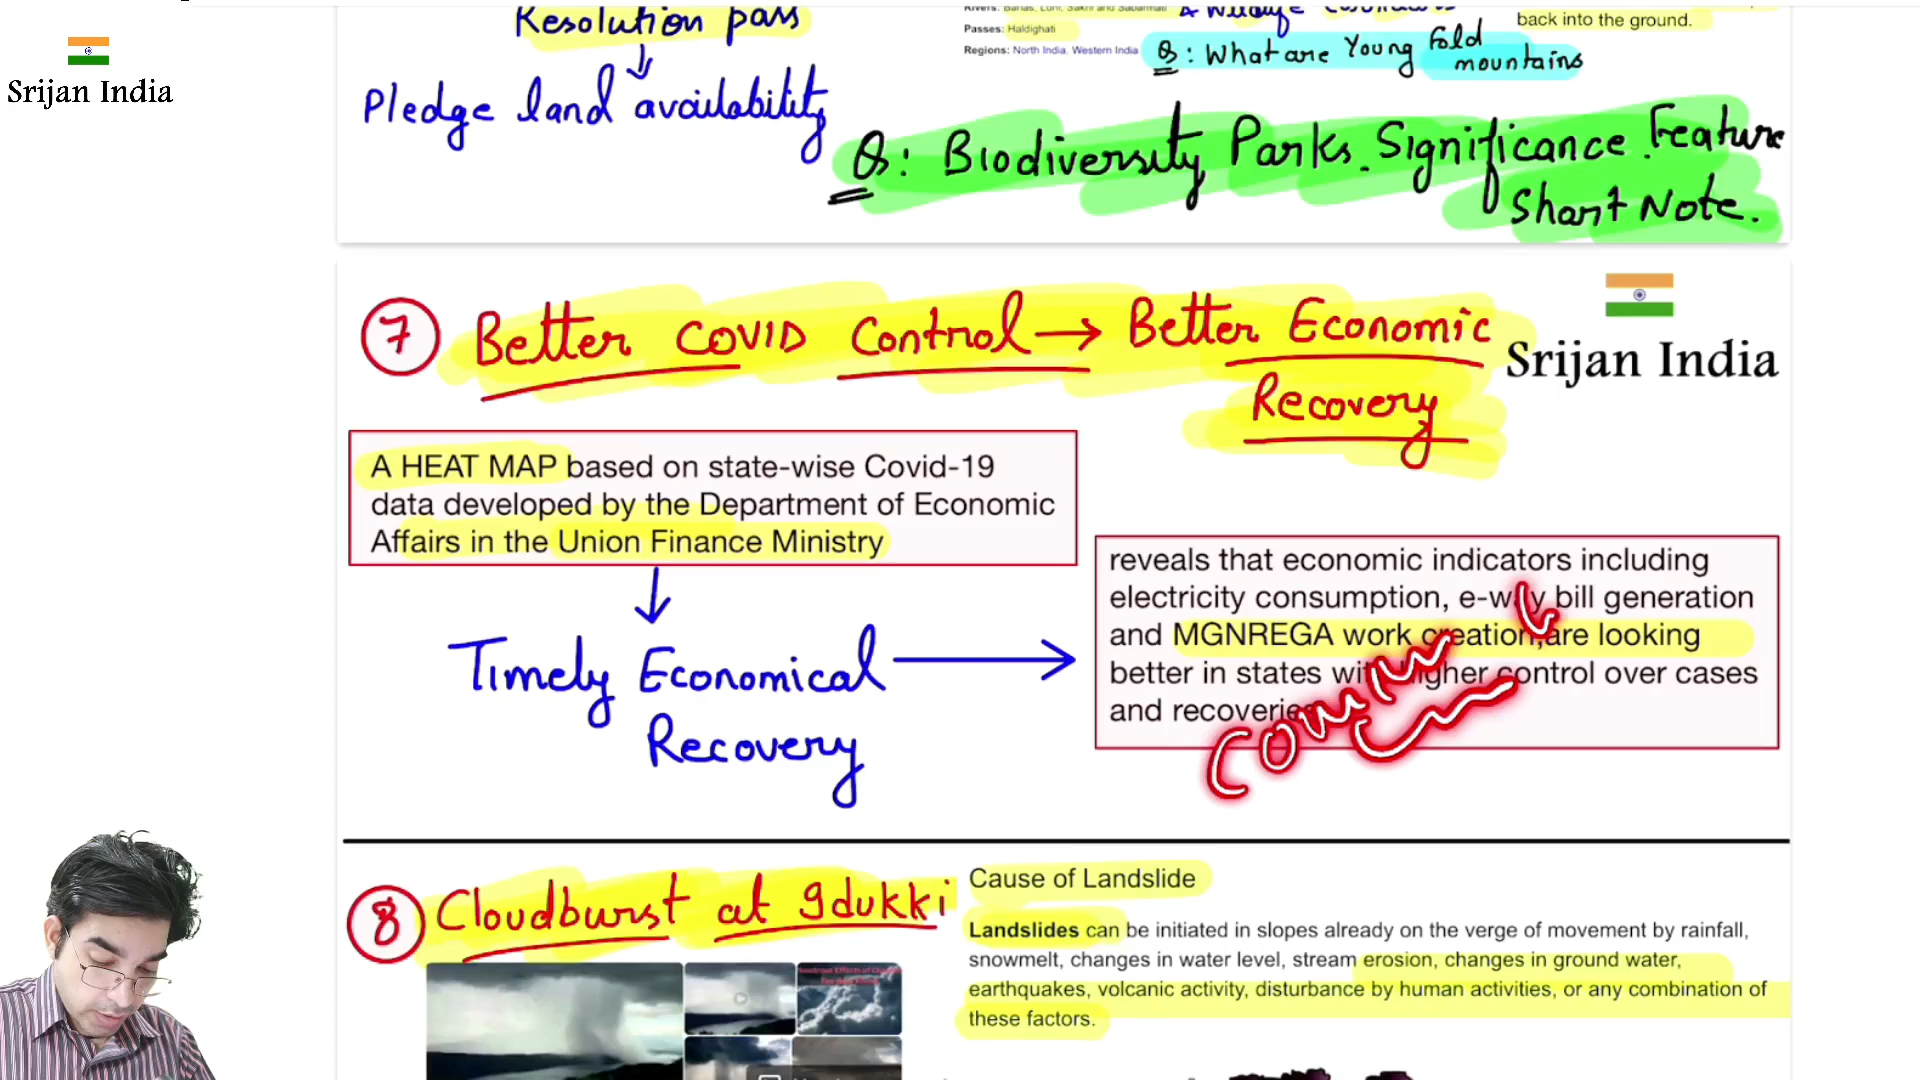 Srijan India
Resolution pass
Pledge land availability
Rivers: Banas, Luni, Sakhi and Sabarmati
Passes: Haldighati
Regions: North India, Western India
back into the ground.
Q: What are Young Fold
mountains
Q: Biodiversity Parks. Significance. Feature
Short Note.
7 Better COVID Control → Better Economic
Recovery
Srijan India
A HEAT MAP based on state-wise Covid-19
data developed by the Department of Economic
Affairs in the Union Finance Ministry
Timely Economical
Recovery
reveals that economic indicators including
electricity consumption, e-way bill generation
and MGNREGA work creation,are looking
better in states with higher control over cases
and recoveries
8 Cloudburst at Idukki
Cause of Landslide
Landslides can be initiated in slopes already on the verge of movement by rainfall,
snowmelt, changes in water level, stream erosion, changes in ground water,
earthquakes, volcanic activity, disturbance by human activities, or any combination of
these factors.